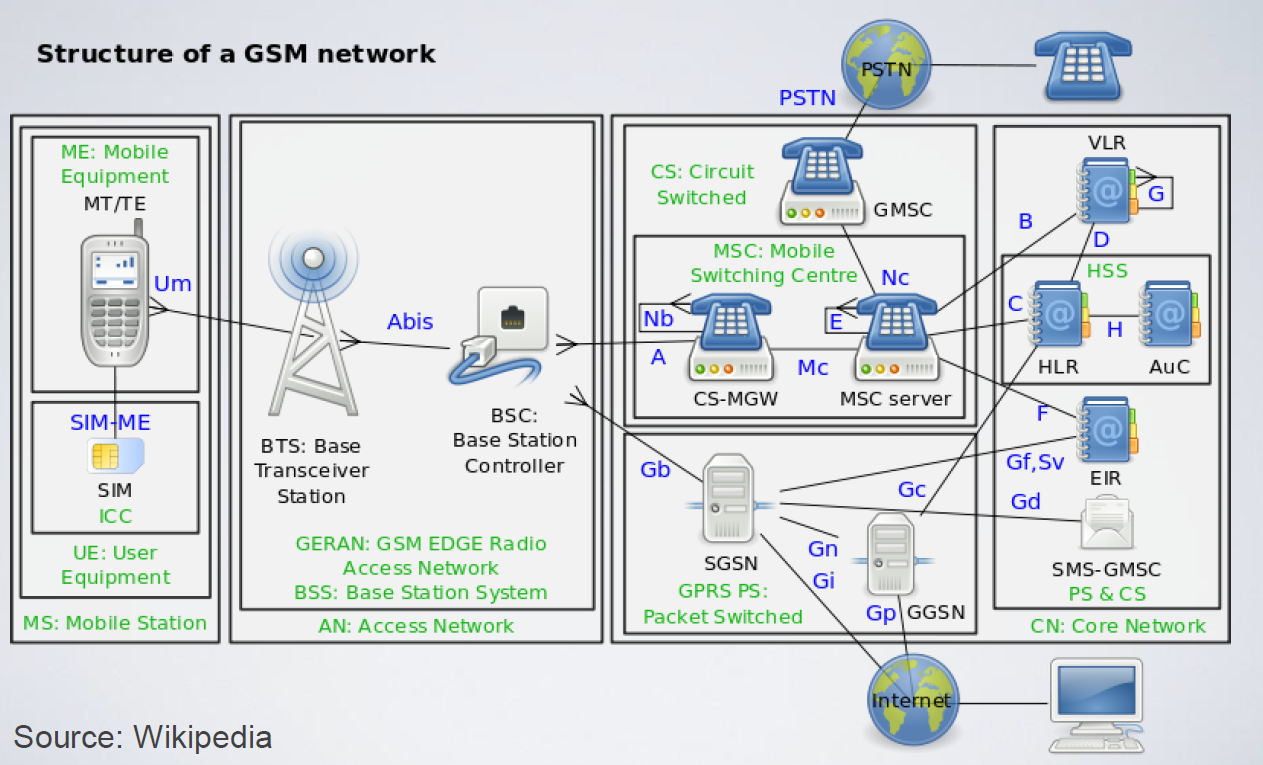 Structure of a GSM network
PSTN
PSTN
ME: Mobile
Equipment
MT/TE
Um
SIM-ME
SIM
ICC
UE: User
Equipment
MS: Mobile Station
Abis
BTS: Base
Transceiver
Station
BSC:
Base Station
Controller
GERAN: GSM EDGE Radio
Access Network
BSS: Base Station System
AN: Access Network
CS: Circuit
Switched
GMSC
MSC: Mobile
Switching Centre
Nc
Nb
E
A
Mc
CS-MGW
MSC server
VLR
@
G
B
D
HSS
C
@
H
@
HLR
AuC
F
@
Gf,Sv
EIR
Gb
Gc
Gd
SGSN
Gn
Gi
GPRS PS:
Packet Switched
Gp
GGSN
SMS-GMSC
PS & CS
CN: Core Network
Internet
Source: Wikipedia